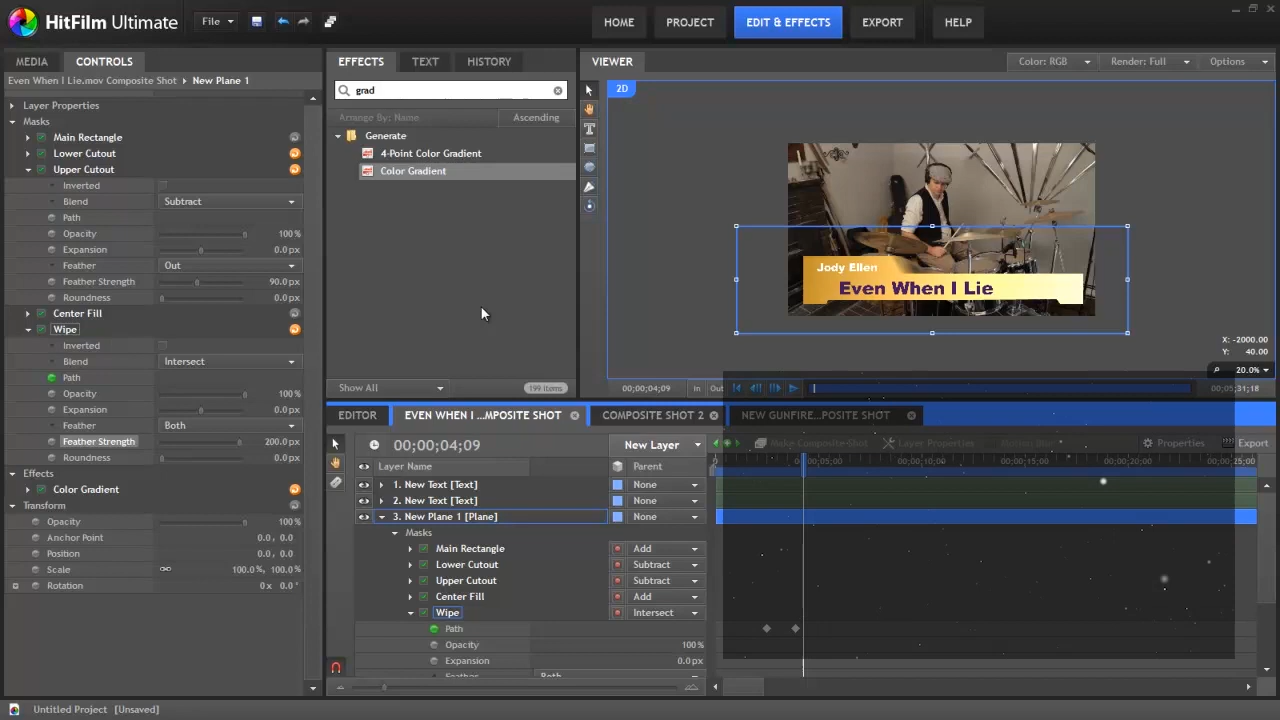 HitFilm Ultimate
File
HOME
PROJECT
EDIT & EFFECTS
EXPORT
HELP
MEDIA
CONTROLS
Even When I Lie.mov Composite Shot
New Plane 1
Layer Properties
Masks
Main Rectangle
Lower Cutout
Upper Cutout
Inverted
Blend
Subtract
Path
Opacity
100%
Expansion
0.0 px
Feather
Out
Feather Strength
90.0 px
Roundness
0.0 px
Center Fill
Wipe
Inverted
Blend
Intersect
Path
Opacity
100%
Expansion
0.0 px
Feather
Both
Feather Strength
200.0 px
Roundness
0.0 px
Effects
Color Gradient
Transform
Opacity
100%
Anchor Point
0.0, 0.0
Position
0.0, 0.0
Scale
100.0%, 100.0%
Rotation
0 x 0.0°
EFFECTS
TEXT
HISTORY
grad
Arrange By: Name
Ascending
Generate
4-Point Color Gradient
Color Gradient
Show All
199 items
VIEWER
Color: RGB
Render: Full
Options
2D
Jody Ellen
Even When I Lie
X: -2000.00
Y: 40.00
20.0%
00;00;04;09
In
Out
00;05;31;18
EDITOR
EVEN WHEN I ...MPOSITE SHOT
COMPOSITE SHOT 2
NEW GUNFIRE...POSITE SHOT
00;00;04;09
New Layer
Make Composite Shot
Layer Properties
Motion Blur
Properties
Export
Layer Name
Parent
0
00;00;05;00
00;00;10;00
00;00;15;00
00;00;20;00
00;00;25;00
1. New Text [Text]
None
2. New Text [Text]
None
3. New Plane 1 [Plane]
None
Masks
Main Rectangle
Add
Lower Cutout
Subtract
Upper Cutout
Subtract
Center Fill
Add
Wipe
Intersect
Path
Opacity
100%
Expansion
0.0 px
Feather
Both
Untitled Project
[Unsaved]